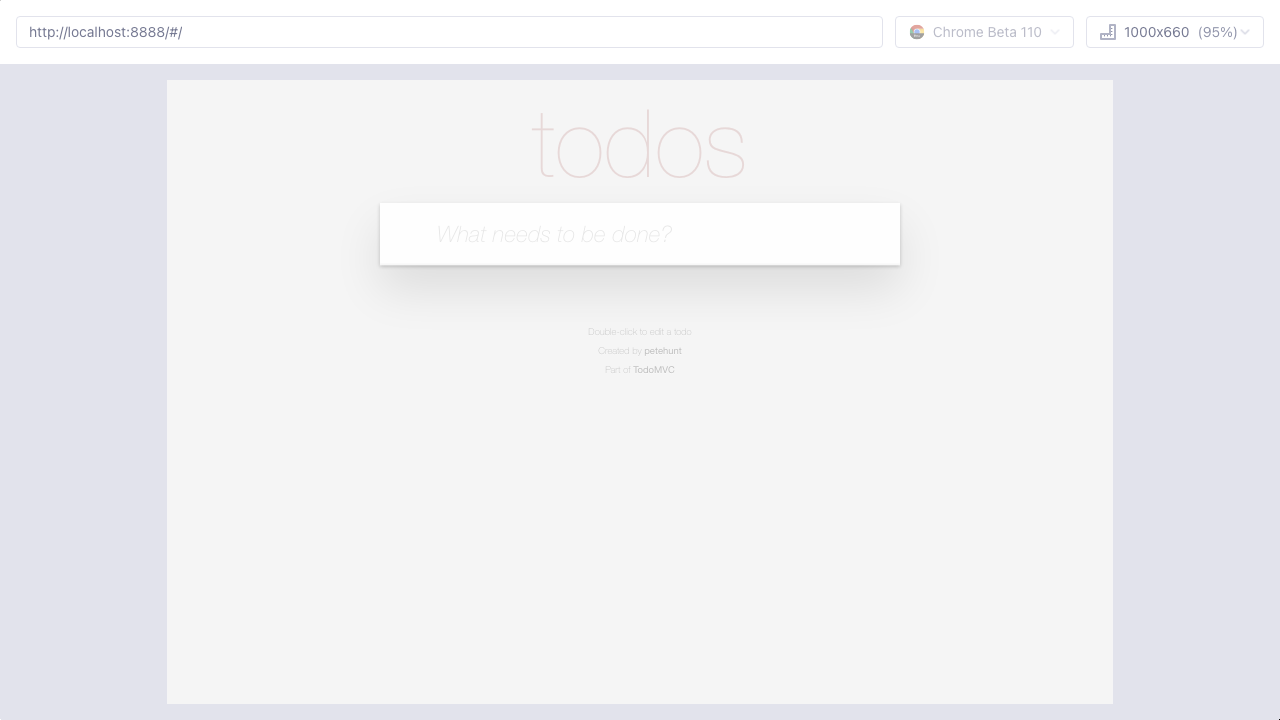 http://localhost:8888/#/
Chrome Beta 110
1000x660 (95%)
todos
What needs to be done?
Double-click to edit a todo
Created by petehunt
Part of TodoMVC